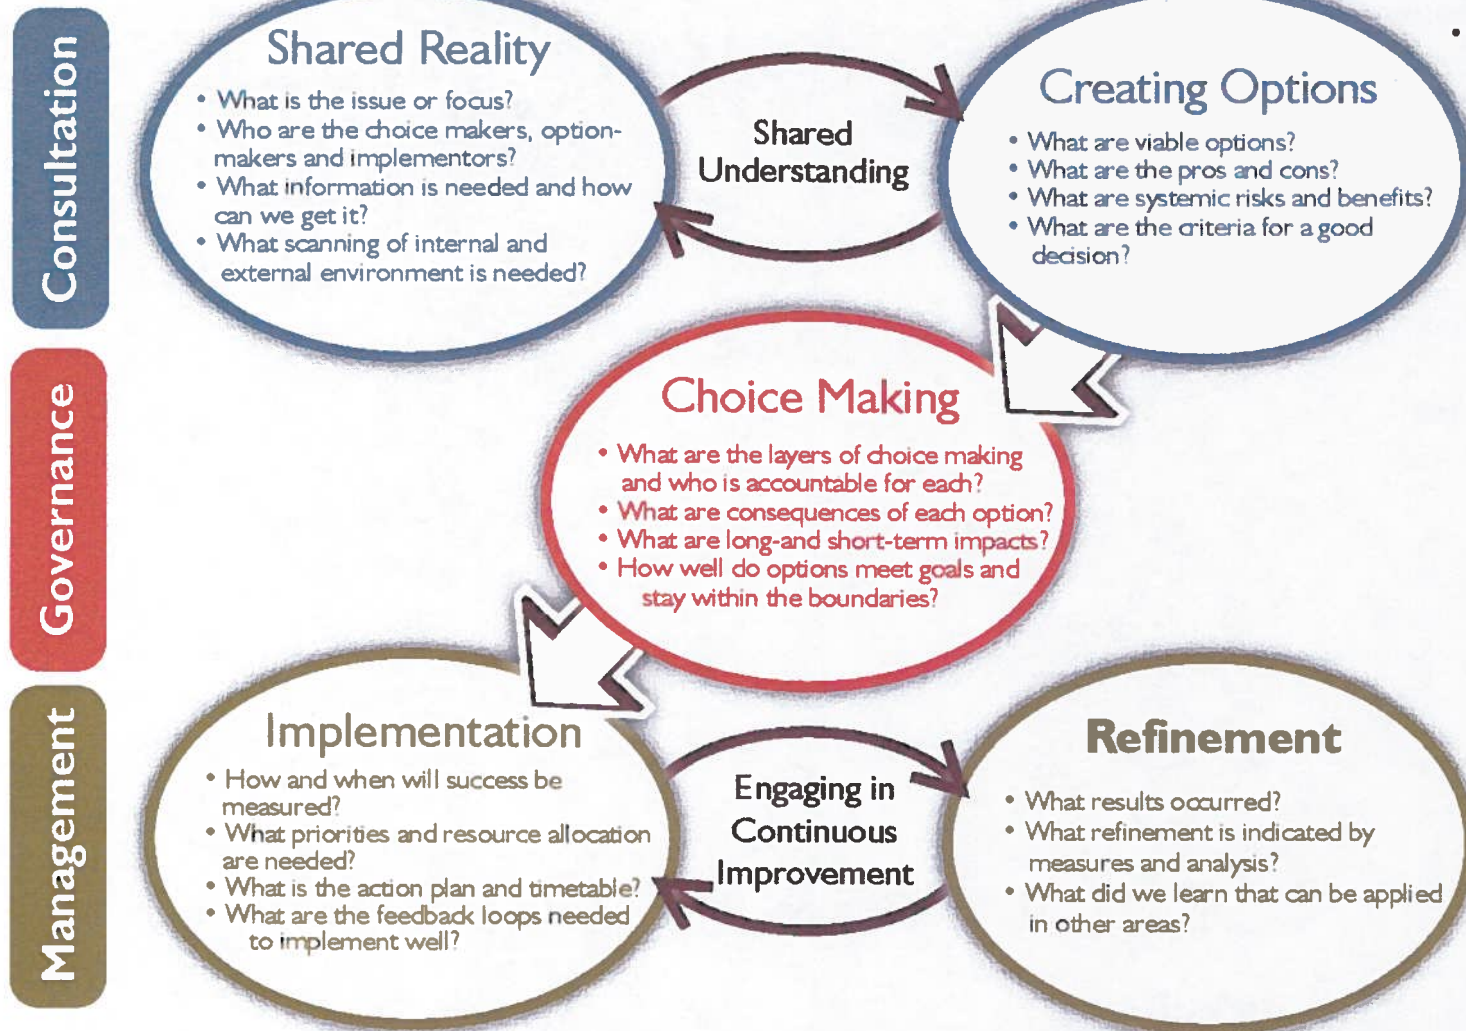 Consultation
Shared Reality
• What is the issue or focus?
• Who are the choice makers, option-
makers and implementors?
• What information is needed and how
can we get it?
• What scanning of internal and
external environment is needed?
Shared
Understanding
Creating Options
• What are viable options?
• What are the pros and cons?
• What are systemic risks and benefits?
• What are the criteria for a good
decision?
Governance
Choice Making
• What are the layers of choice making
and who is accountable for each?
• What are consequences of each option?
• What are long-and short-term impacts?
• How well do options meet goals and
stay within the boundaries?
Management
Implementation
• How and when will success be
measured?
• What priorities and resource allocation
are needed?
• What is the action plan and timetable?
• What are the feedback loops needed
to implement well?
Engaging in
Continuous
Improvement
Refinement
• What results occurred?
• What refinement is indicated by
measures and analysis?
• What did we learn that can be applied
in other areas?